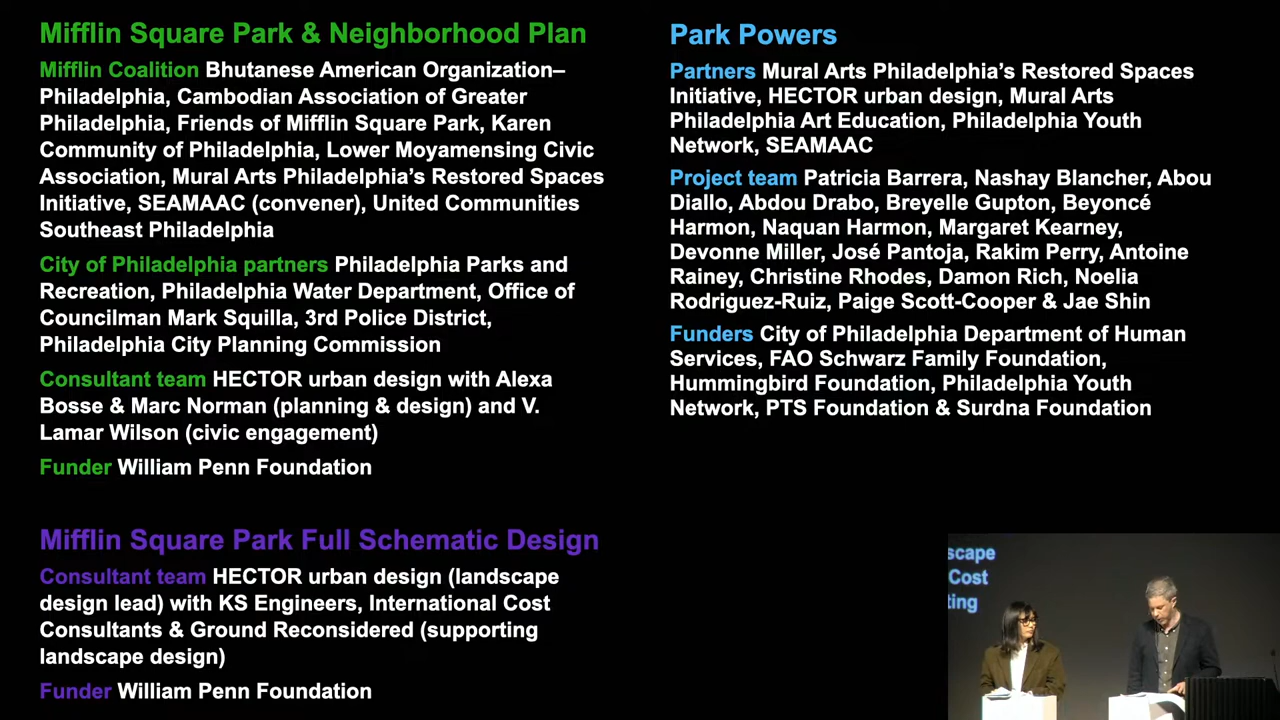 Mifflin Square Park & Neighborhood Plan
Mifflin Coalition Bhutanese American Organization–
Philadelphia, Cambodian Association of Greater
Philadelphia, Friends of Mifflin Square Park, Karen
Community of Philadelphia, Lower Moyamensing Civic
Association, Mural Arts Philadelphia’s Restored Spaces
Initiative, SEAMAAC (convener), United Communities
Southeast Philadelphia
City of Philadelphia partners Philadelphia Parks and
Recreation, Philadelphia Water Department, Office of
Councilman Mark Squilla, 3rd Police District,
Philadelphia City Planning Commission
Consultant team HECTOR urban design with Alexa
Bosse & Marc Norman (planning & design) and V.
Lamar Wilson (civic engagement)
Funder William Penn Foundation
Mifflin Square Park Full Schematic Design
Consultant team HECTOR urban design (landscape
design lead) with KS Engineers, International Cost
Consultants & Ground Reconsidered (supporting
landscape design)
Funder William Penn Foundation
Park Powers
Partners Mural Arts Philadelphia’s Restored Spaces
Initiative, HECTOR urban design, Mural Arts
Philadelphia Art Education, Philadelphia Youth
Network, SEAMAAC
Project team Patricia Barrera, Nashay Blancher, Abou
Diallo, Abdou Drabo, Breyelle Gupton, Beyoncé
Harmon, Naquan Harmon, Margaret Kearney,
Devonne Miller, José Pantoja, Rakim Perry, Antoine
Rainey, Christine Rhodes, Damon Rich, Noelia
Rodriguez-Ruiz, Paige Scott-Cooper & Jae Shin
Funders City of Philadelphia Department of Human
Services, FAO Schwarz Family Foundation,
Hummingbird Foundation, Philadelphia Youth
Network, PTS Foundation & Surdna Foundation
scape
Cost
ting